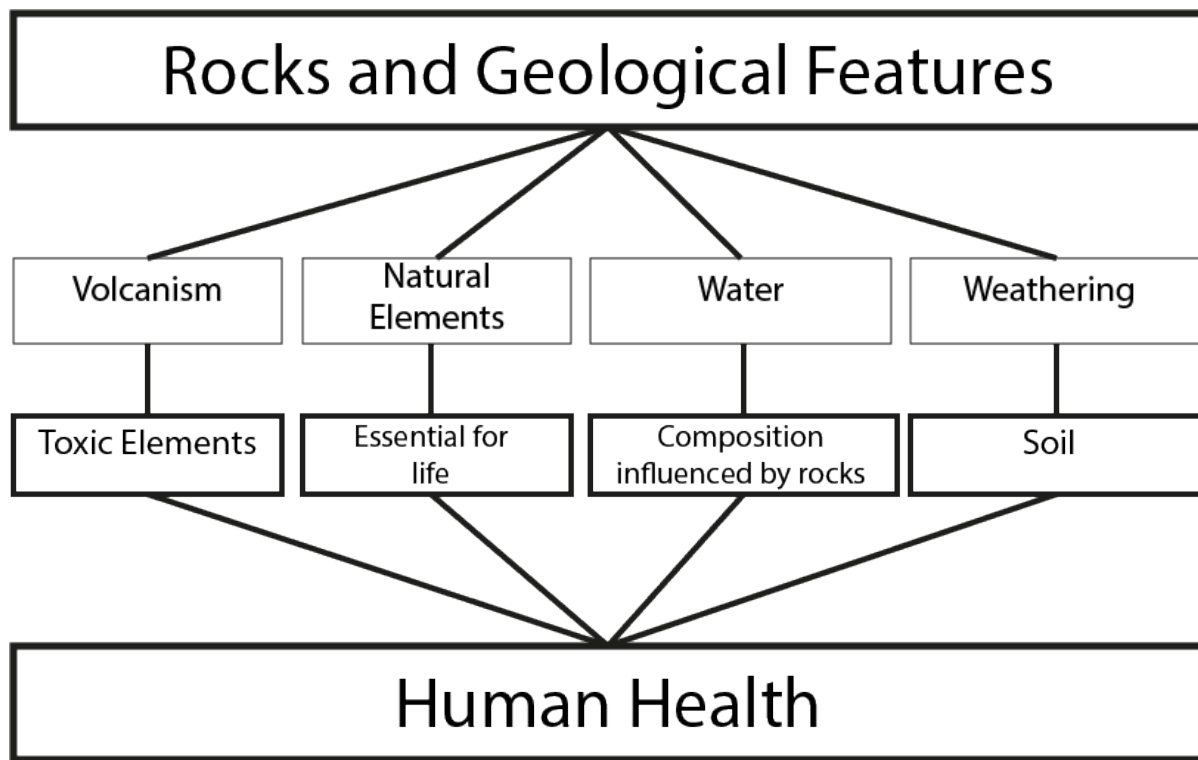 Rocks and Geological Features
Volcanism
Natural
Elements
Water
Weathering
Toxic Elements
Essential for
life
Composition
influenced by rocks
Soil
Human Health